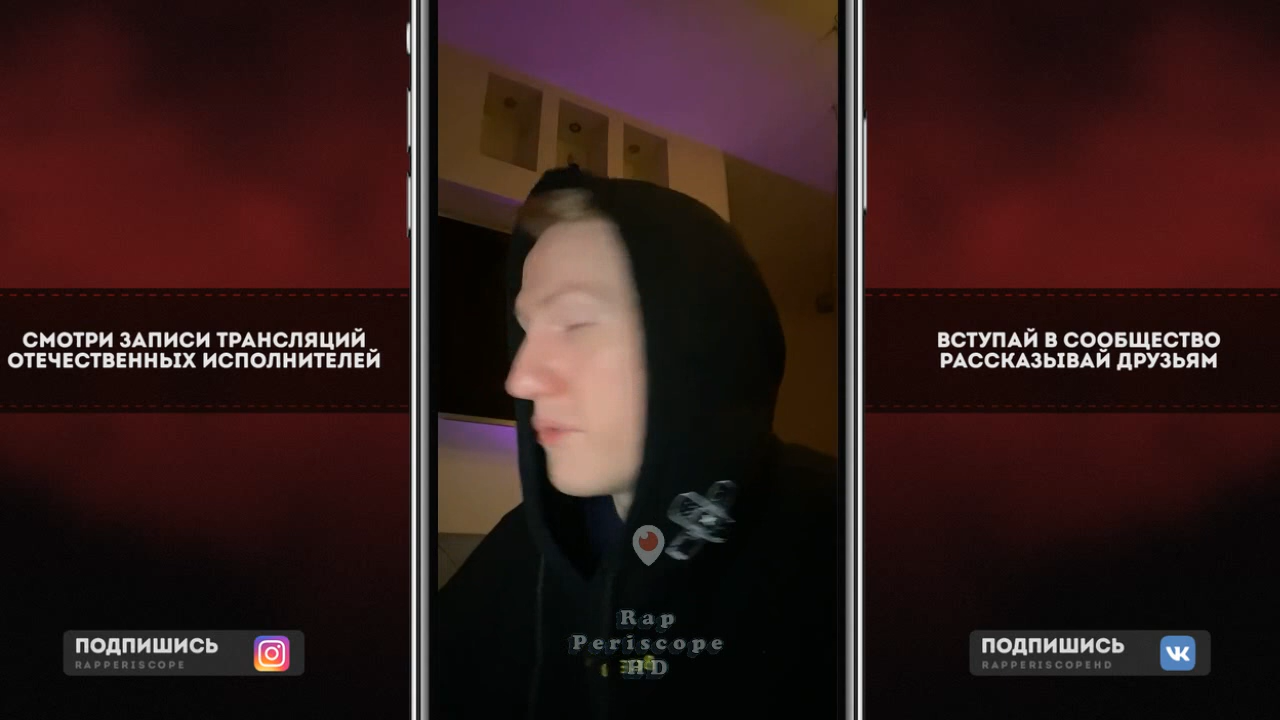 СМОТРИ ЗАПИСИ ТРАНСЛЯЦИЙ
ОТЕЧЕСТВЕННЫХ ИСПОЛНИТЕЛЕЙ
ВСТУПАЙ В СООБЩЕСТВО
РАССКАЗЫВАЙ ДРУЗЬЯМ
Rap
Periscope
HD
ПОДПИШИСЬ
RAPPERISCOPE
ПОДПИШИСЬ
RAPPERISCOPEHD